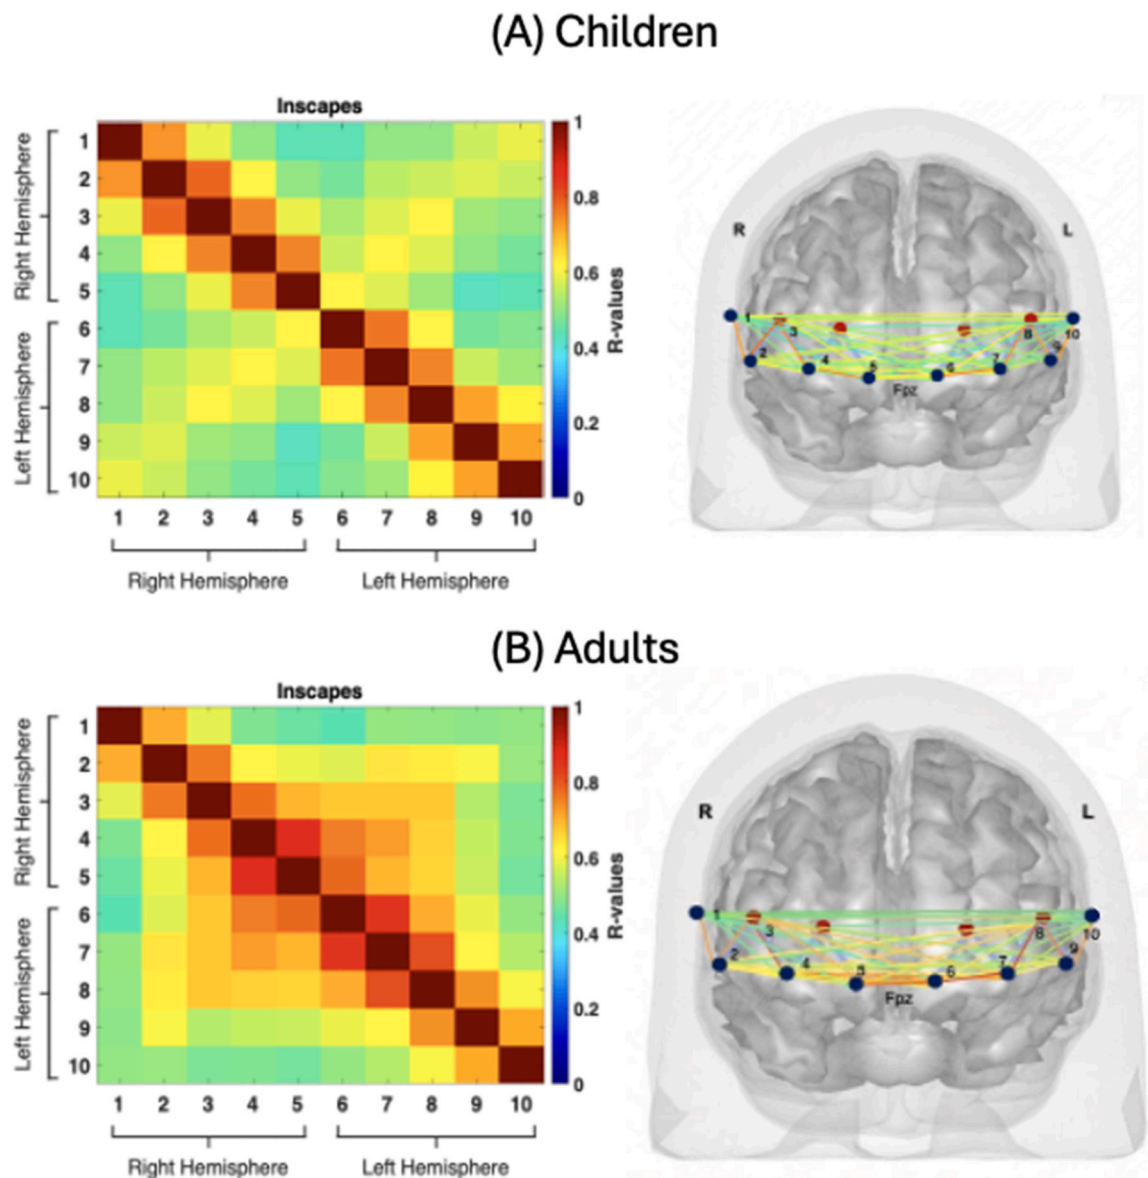 (A) Children
Inscapes
Right Hemisphere
Left Hemisphere
1
2
3
4
5
6
7
8
9
10
1 2 3 4 5 6 7 8 9 10
Right Hemisphere Left Hemisphere
1
0.8
0.6
0.4
0.2
0
R-values
R L
1 3 8 10
2 4 5 6 7 9
Fpz
(B) Adults
Inscapes
Right Hemisphere
Left Hemisphere
1
2
3
4
5
6
7
8
9
10
1 2 3 4 5 6 7 8 9 10
Right Hemisphere Left Hemisphere
1
0.8
0.6
0.4
0.2
0
R-values
R L
1 3 8 10
2 4 5 6 7 9
Fpz